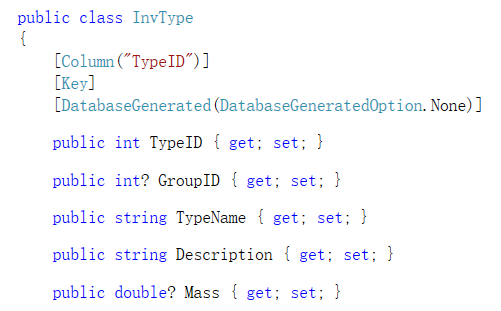 public class InvType
{
[Column("TypeID")]
[Key]
[DatabaseGenerated(DatabaseGeneratedOption.None)]
public int TypeID { get; set; }
public int? GroupID { get; set; }
public string TypeName { get; set; }
public string Description { get; set; }
public double? Mass { get; set; }